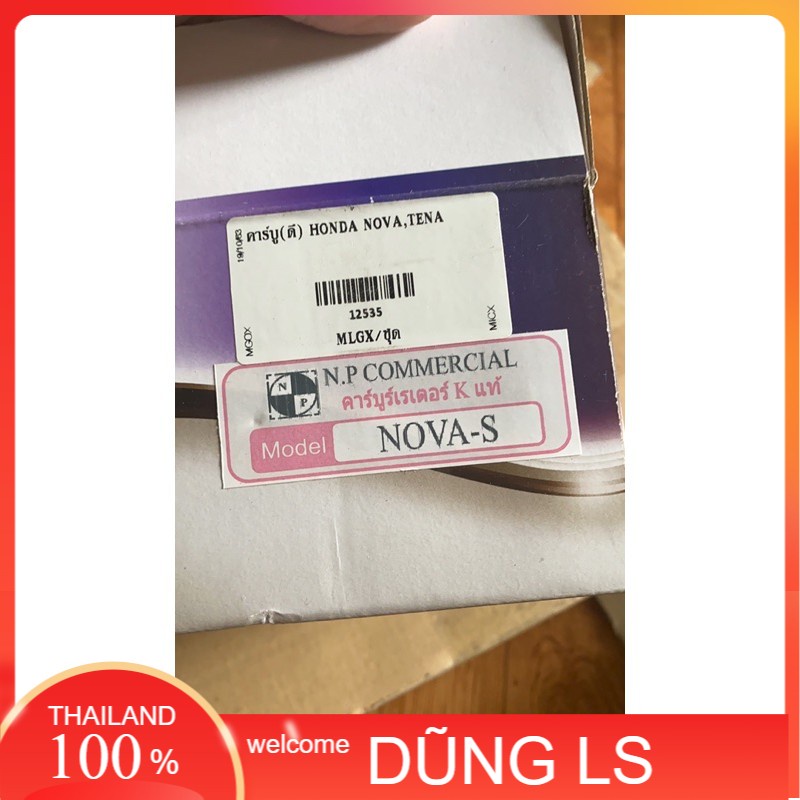 19/10/63
คาร์บู(ดี) HONDA NOVA,TENA
12535
MLGX/ชุด
MGOX
MICX
N.P COMMERCIAL
N
P
คาร์บูร์เรเตอร์ K แท้
Model
NOVA-S
THAILAND
100 %
welcome
DŨNG LS